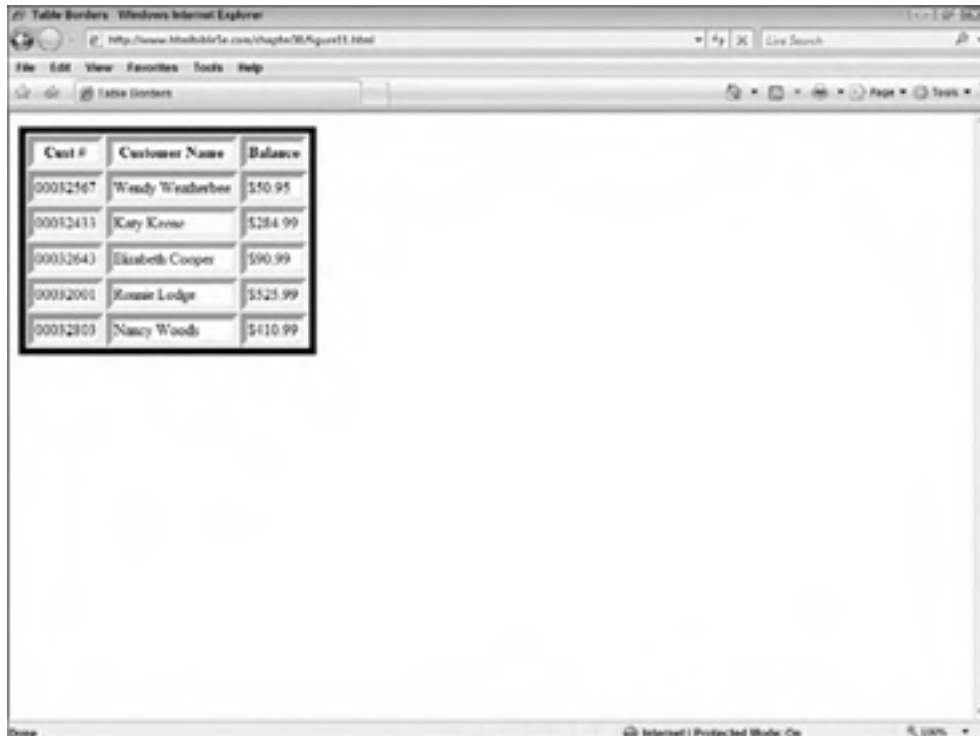 Table Borders - Windows Internet Explorer
Live Search
File Edit View Favorites Tools Help
Table Borders
Page Tools
Cust # Customer Name Balance
00032567 Wendy Weatherbee $50.95
00032433 Katy Keene $284.99
00032643 Elizabeth Cooper $90.99
00032001 Ronnie Lodge $525.99
00032803 Nancy Woods $410.99
Done
Internet | Protected Mode: On
100%